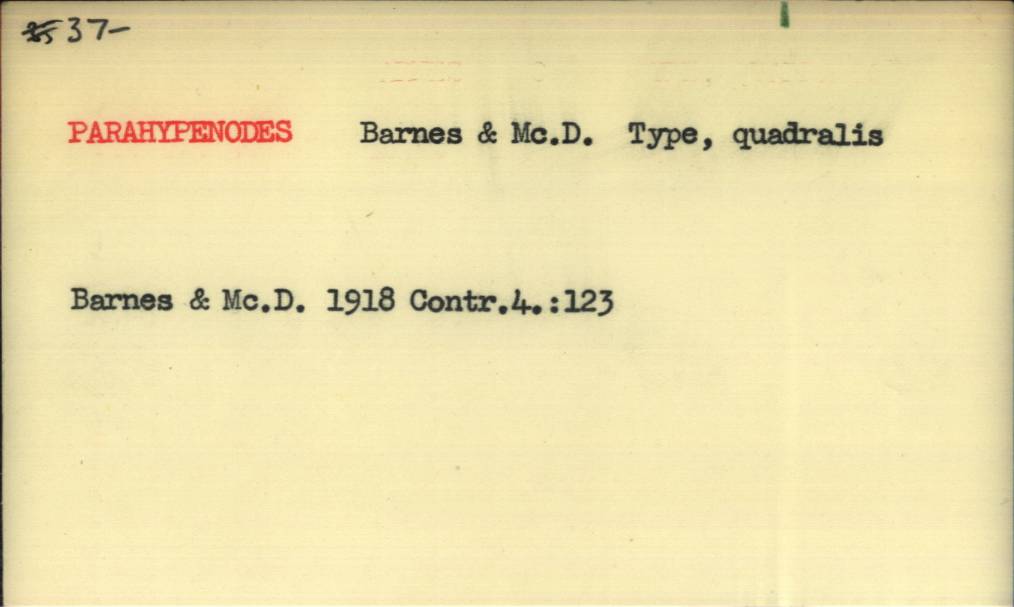 37-
PARAHYPENODES Barnes & Mc.D. Type, quadralis
Barnes & Mc.D. 1918 Contr.4.:123